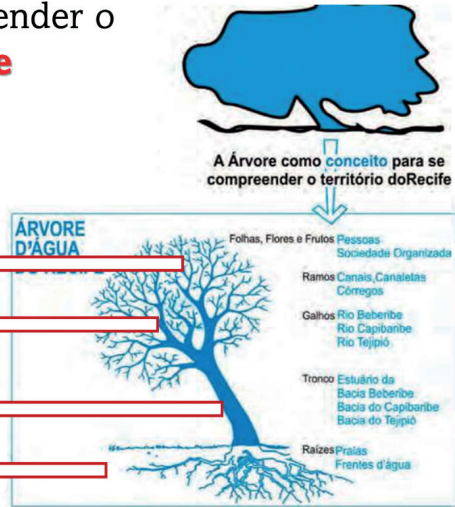 ender o
e
A Árvore como conceito para se
compreender o território doRecife
ÁRVORE
D'ÁGUA
DO RECIFE
Folhas, Flores e Frutos Pessoas
Sociedade Organizada
Ramos Canais, Canaletas
Córregos
Galhos Rio Beberibe
Rio Capibaribe
Rio Tejipió
Tronco Estuário da
Bacia Beberibe
Bacia do Capibaribe
Bacia do Tejipió
Raízes Praias
Frentes d'água